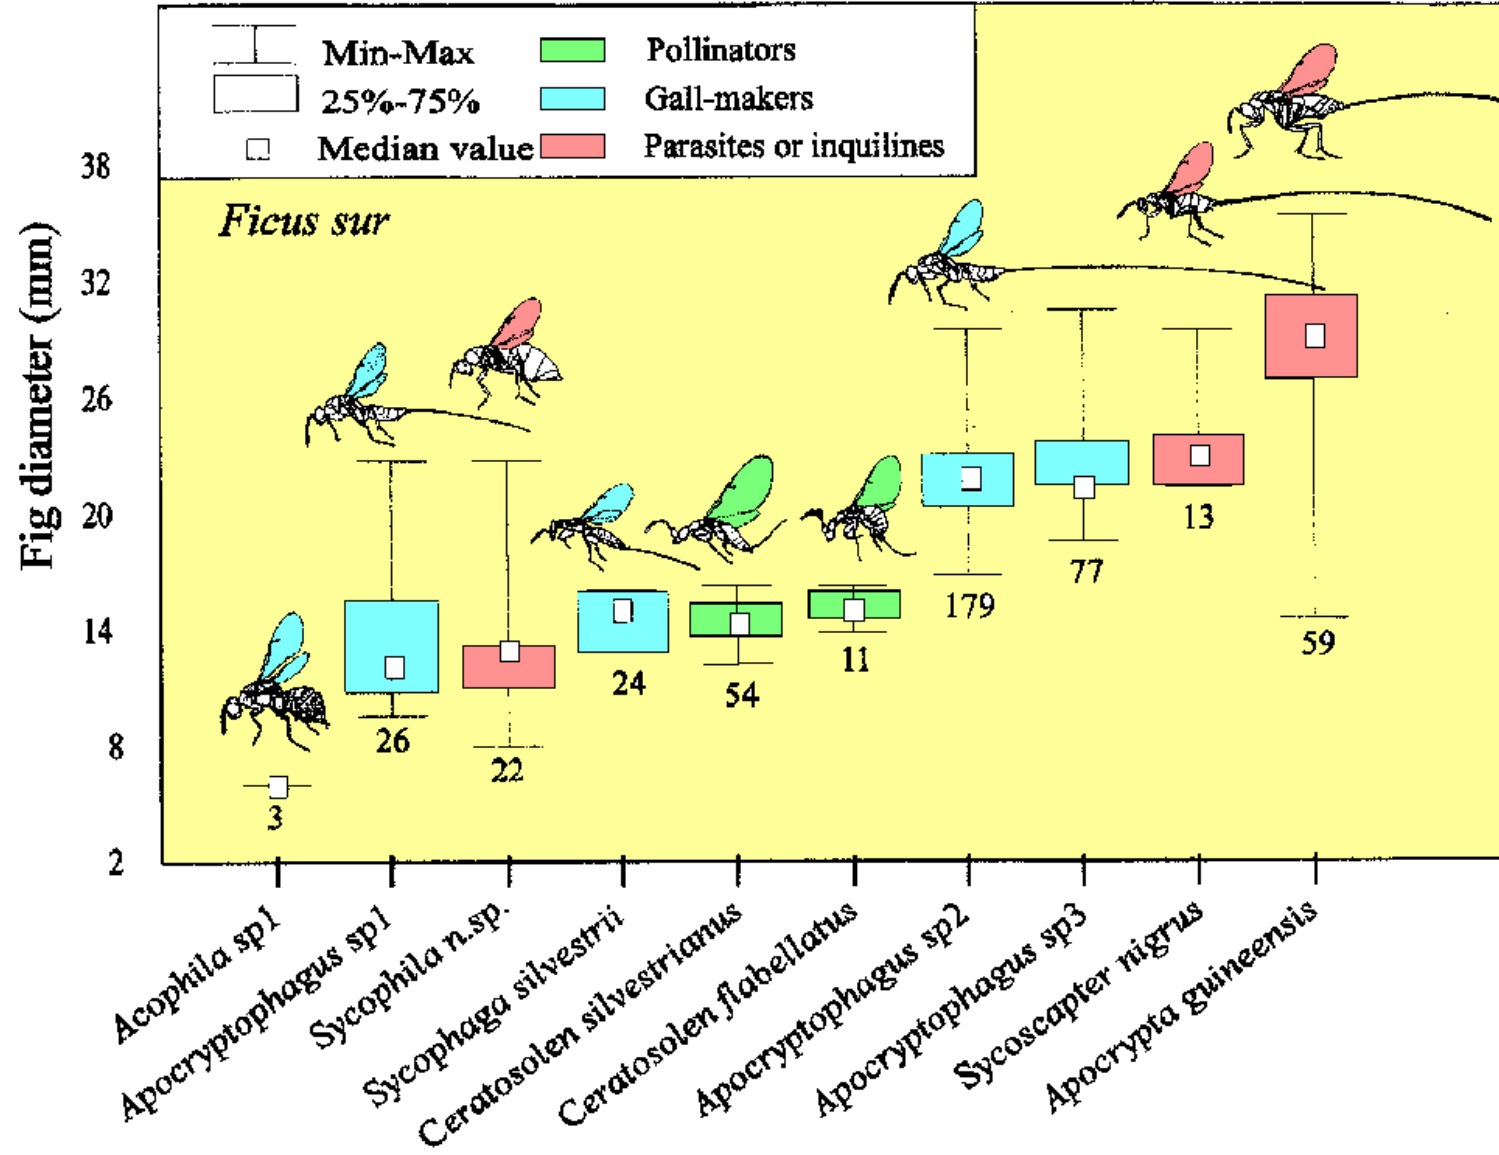 Min-Max
25%-75%
Median value
Pollinators
Gall-makers
Parasites or inquilines
Ficus sur
Fig diameter (mm)
38
32
26
20
14
8
2
3
26
22
24
54
11
179
77
13
59
Acophila sp1
Apocryptophagus sp1
Sycophila n.sp.
Sycophaga silvestrii
Ceratosolen silvestrianus
Ceratosolen flabellatus
Apocryptophagus sp2
Apocryptophagus sp3
Sycoscapter nigrus
Apocrypta guineensis